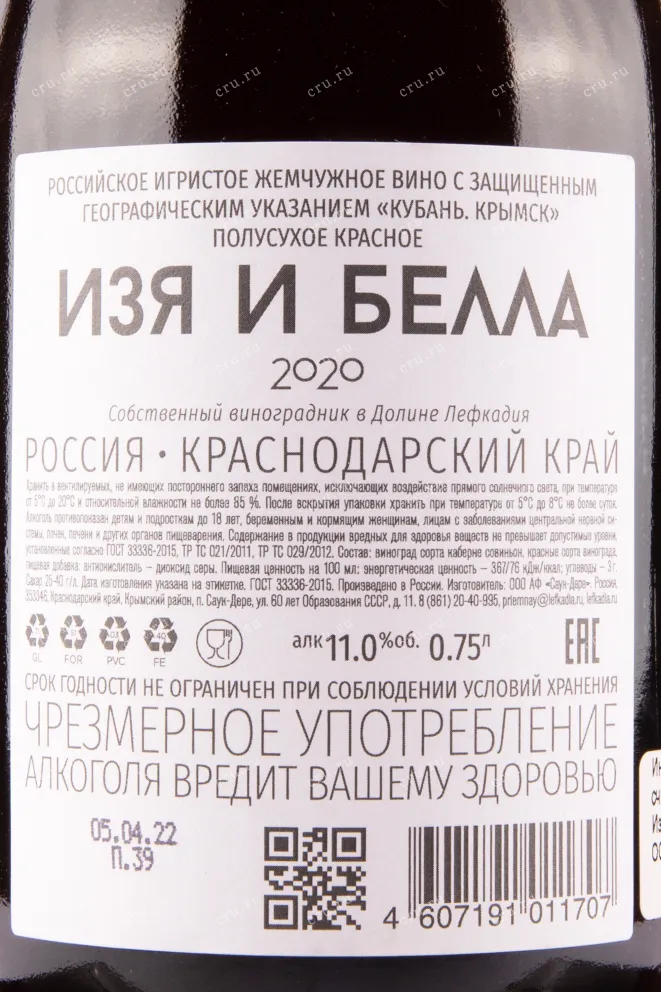 РОССИЙСКОЕ ИГРИСТОЕ ЖЕМЧУЖНОЕ ВИНО С ЗАЩИЩЕННЫМ
ГЕОГРАФИЧЕСКИМ УКАЗАНИЕМ «КУБАНЬ. КРЫМСК»
ПОЛУСУХОЕ КРАСНОЕ
ИЗЯ И БЕЛЛА
2020
Собственный виноградник в Долине Лефкадия
РОССИЯ • КРАСНОДАРСКИЙ КРАЙ
Хранить в вентилируемых, не имеющих постороннего запаха помещениях, исключающих воздействие прямого солнечного света, при температуре
от 5°С до 20°С и относительной влажности не более 85 %. После вскрытия упаковки хранить при температуре от 5°С до 8°С не более суток.
Алкоголь противопоказан детям и подросткам до 18 лет, беременным и кормящим женщинам, лицам с заболеваниями центральной нервной си-
стемы, почек, печени и других органов пищеварения. Содержание в продукции вредных для здоровья веществ не превышает допустимых уровней,
установленные согласно ГОСТ 33336-2015, ТР ТС 021/2011, ТР ТС 029/2012. Состав: виноград сорта каберне совиньон, красные сорта винограда,
пищевая добавка: антиокислитель – диоксид серы. Пищевая ценность на 100 мл: энергетическая ценность – 367/76 кДж/ккал; углеводы – 3 г.
Сахар 25-40 г/л. Дата изготовления указана на этикетке. ГОСТ 33336-2015. Произведено в России. Изготовитель: ООО АФ «Саук-Дере», Россия,
353346, Краснодарский край, Крымский район, п. Саук-Дере, ул. 60 лет Образования СССР, д. 11. 8 (861) 20-40-995, priemnay@lefkadia.ru, lefkadia.ru
GL FOR PVC FE
алк 11.0% об. 0.75л EAC
СРОК ГОДНОСТИ НЕ ОГРАНИЧЕН ПРИ СОБЛЮДЕНИИ УСЛОВИЙ ХРАНЕНИЯ
ЧРЕЗМЕРНОЕ УПОТРЕБЛЕНИЕ
АЛКОГОЛЯ ВРЕДИТ ВАШЕМУ ЗДОРОВЬЮ
05.04.22
П.39
4 607191 011707
cru.ru